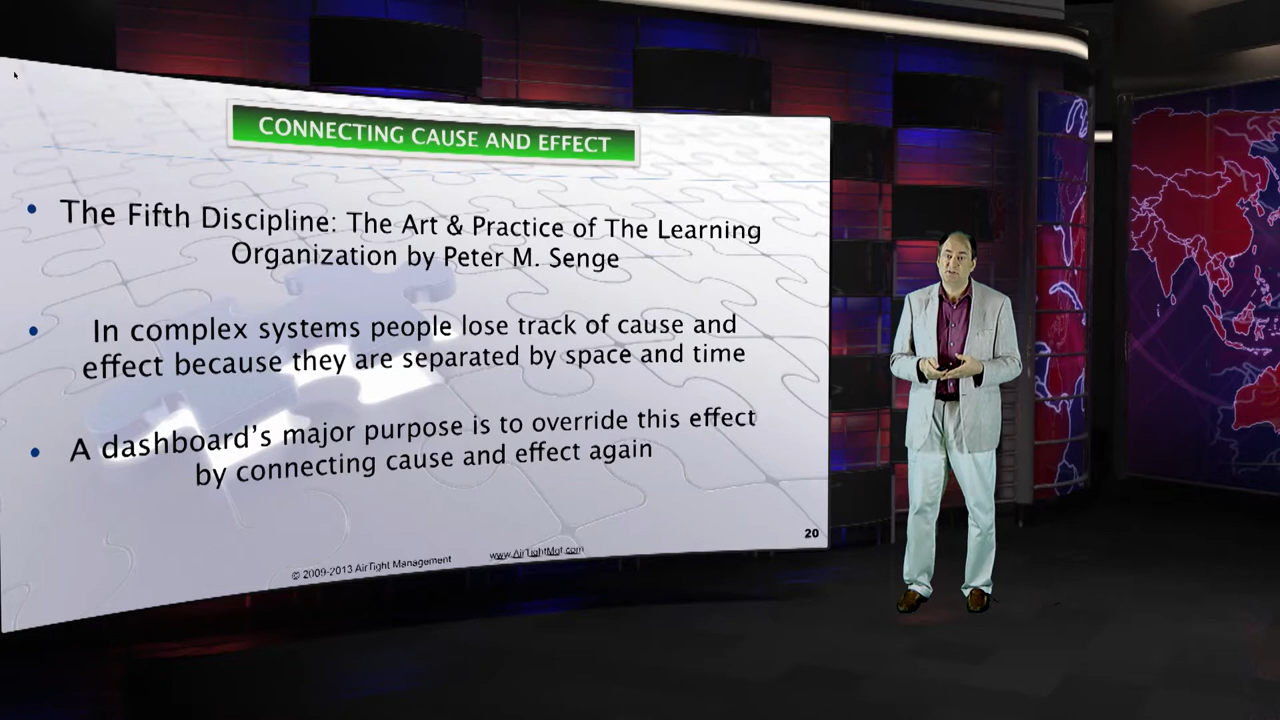 CONNECTING CAUSE AND EFFECT
• The Fifth Discipline: The Art & Practice of The Learning
Organization by Peter M. Senge
• In complex systems people lose track of cause and
effect because they are separated by space and time
• A dashboard's major purpose is to override this effect
by connecting cause and effect again
20
© 2009-2013 AirTight Management www.AirTightMgt.com